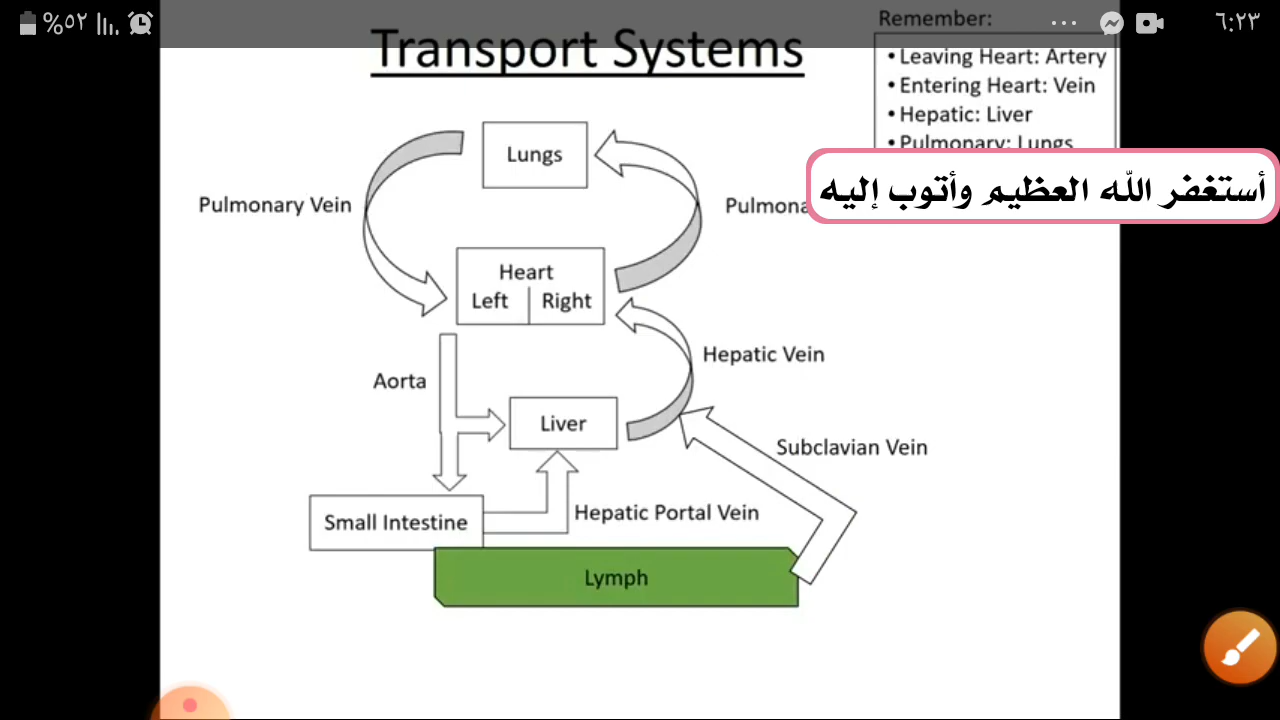 %٥٢
٦:٢٣
Remember:
Transport Systems
• Leaving Heart: Artery
• Entering Heart: Vein
• Hepatic: Liver
• Pulmonary: Lungs
أستغفر الله العظيم وأتوب إليه
Lungs
Pulmonary Vein
Heart
Left Right
Hepatic Vein
Aorta
Liver
Subclavian Vein
Hepatic Portal Vein
Small Intestine
Lymph